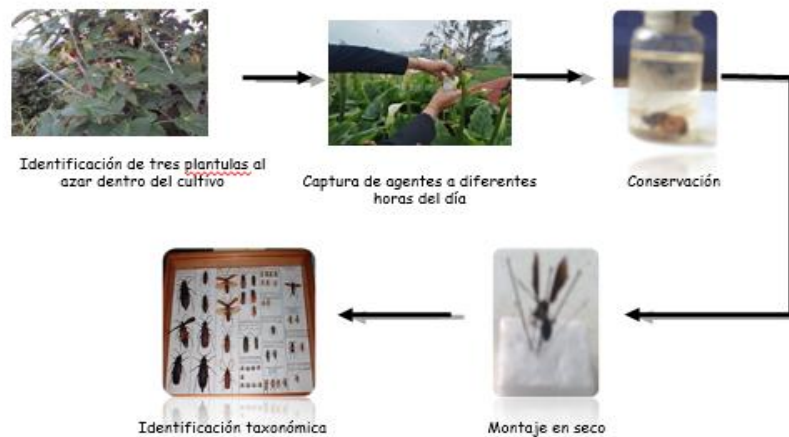 Identificación de tres plantulas al
azar dentro del cultivo
Captura de agentes a diferentes
horas del día
Conservación
Identificación taxonómica
Montaje en seco